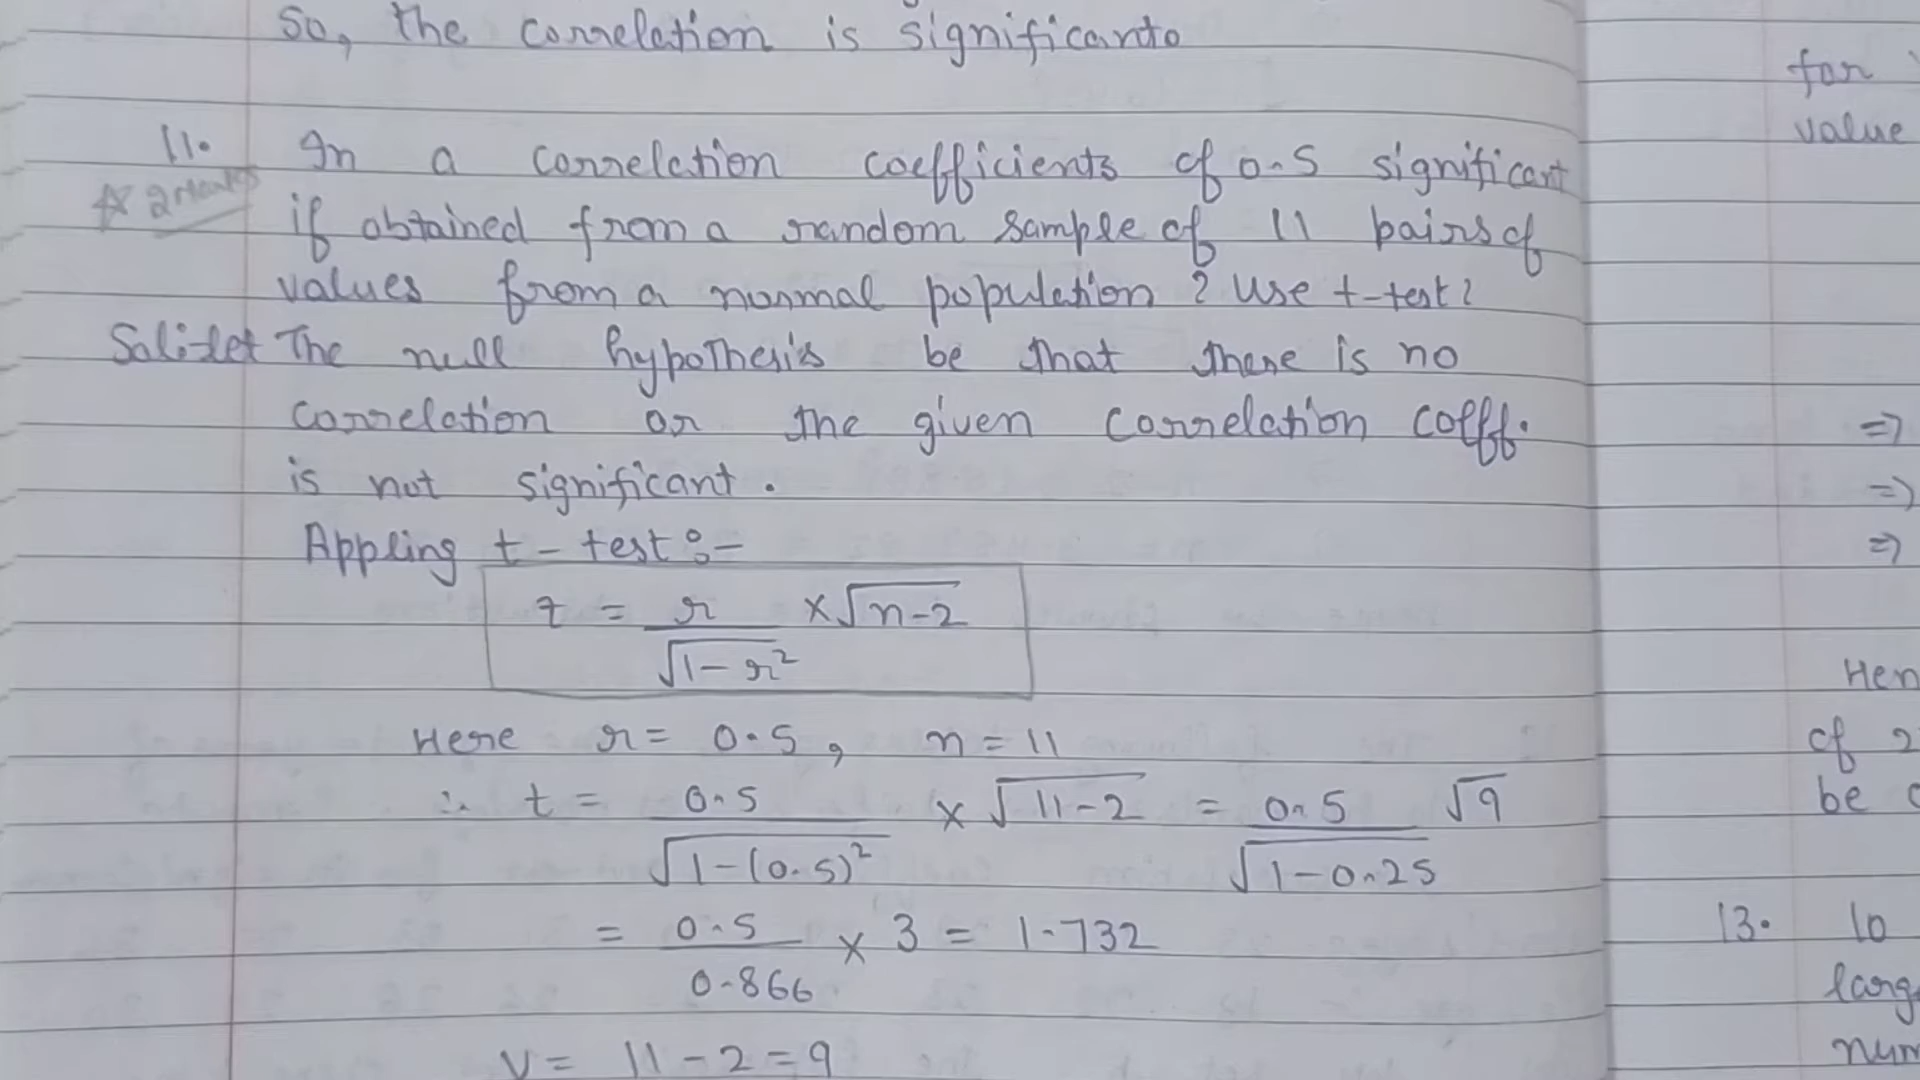 So, the correlation is significant.
11. In a correlation coefficients of 0.5 significant
☆ 2 Marks
if obtained from a random sample of 11 pairs of
values from a normal population ? Use t-test ?
Sol:- Let The null hypothesis be that there is no
correlation or the given correlation coeff.
is not significant.
Appling t - test :-
t = r / √(1-r²) × √(n-2)
Here r = 0.5, n = 11
∴ t = 0.5 / √(1-(0.5)²) × √(11-2) = 0.5 / √(1-0.25) √9
= 0.5 / 0.866 × 3 = 1.732
v = 11 - 2 = 9
for
value
=>
=>
=>
Hen
of 2
be
13. 10
larg
num